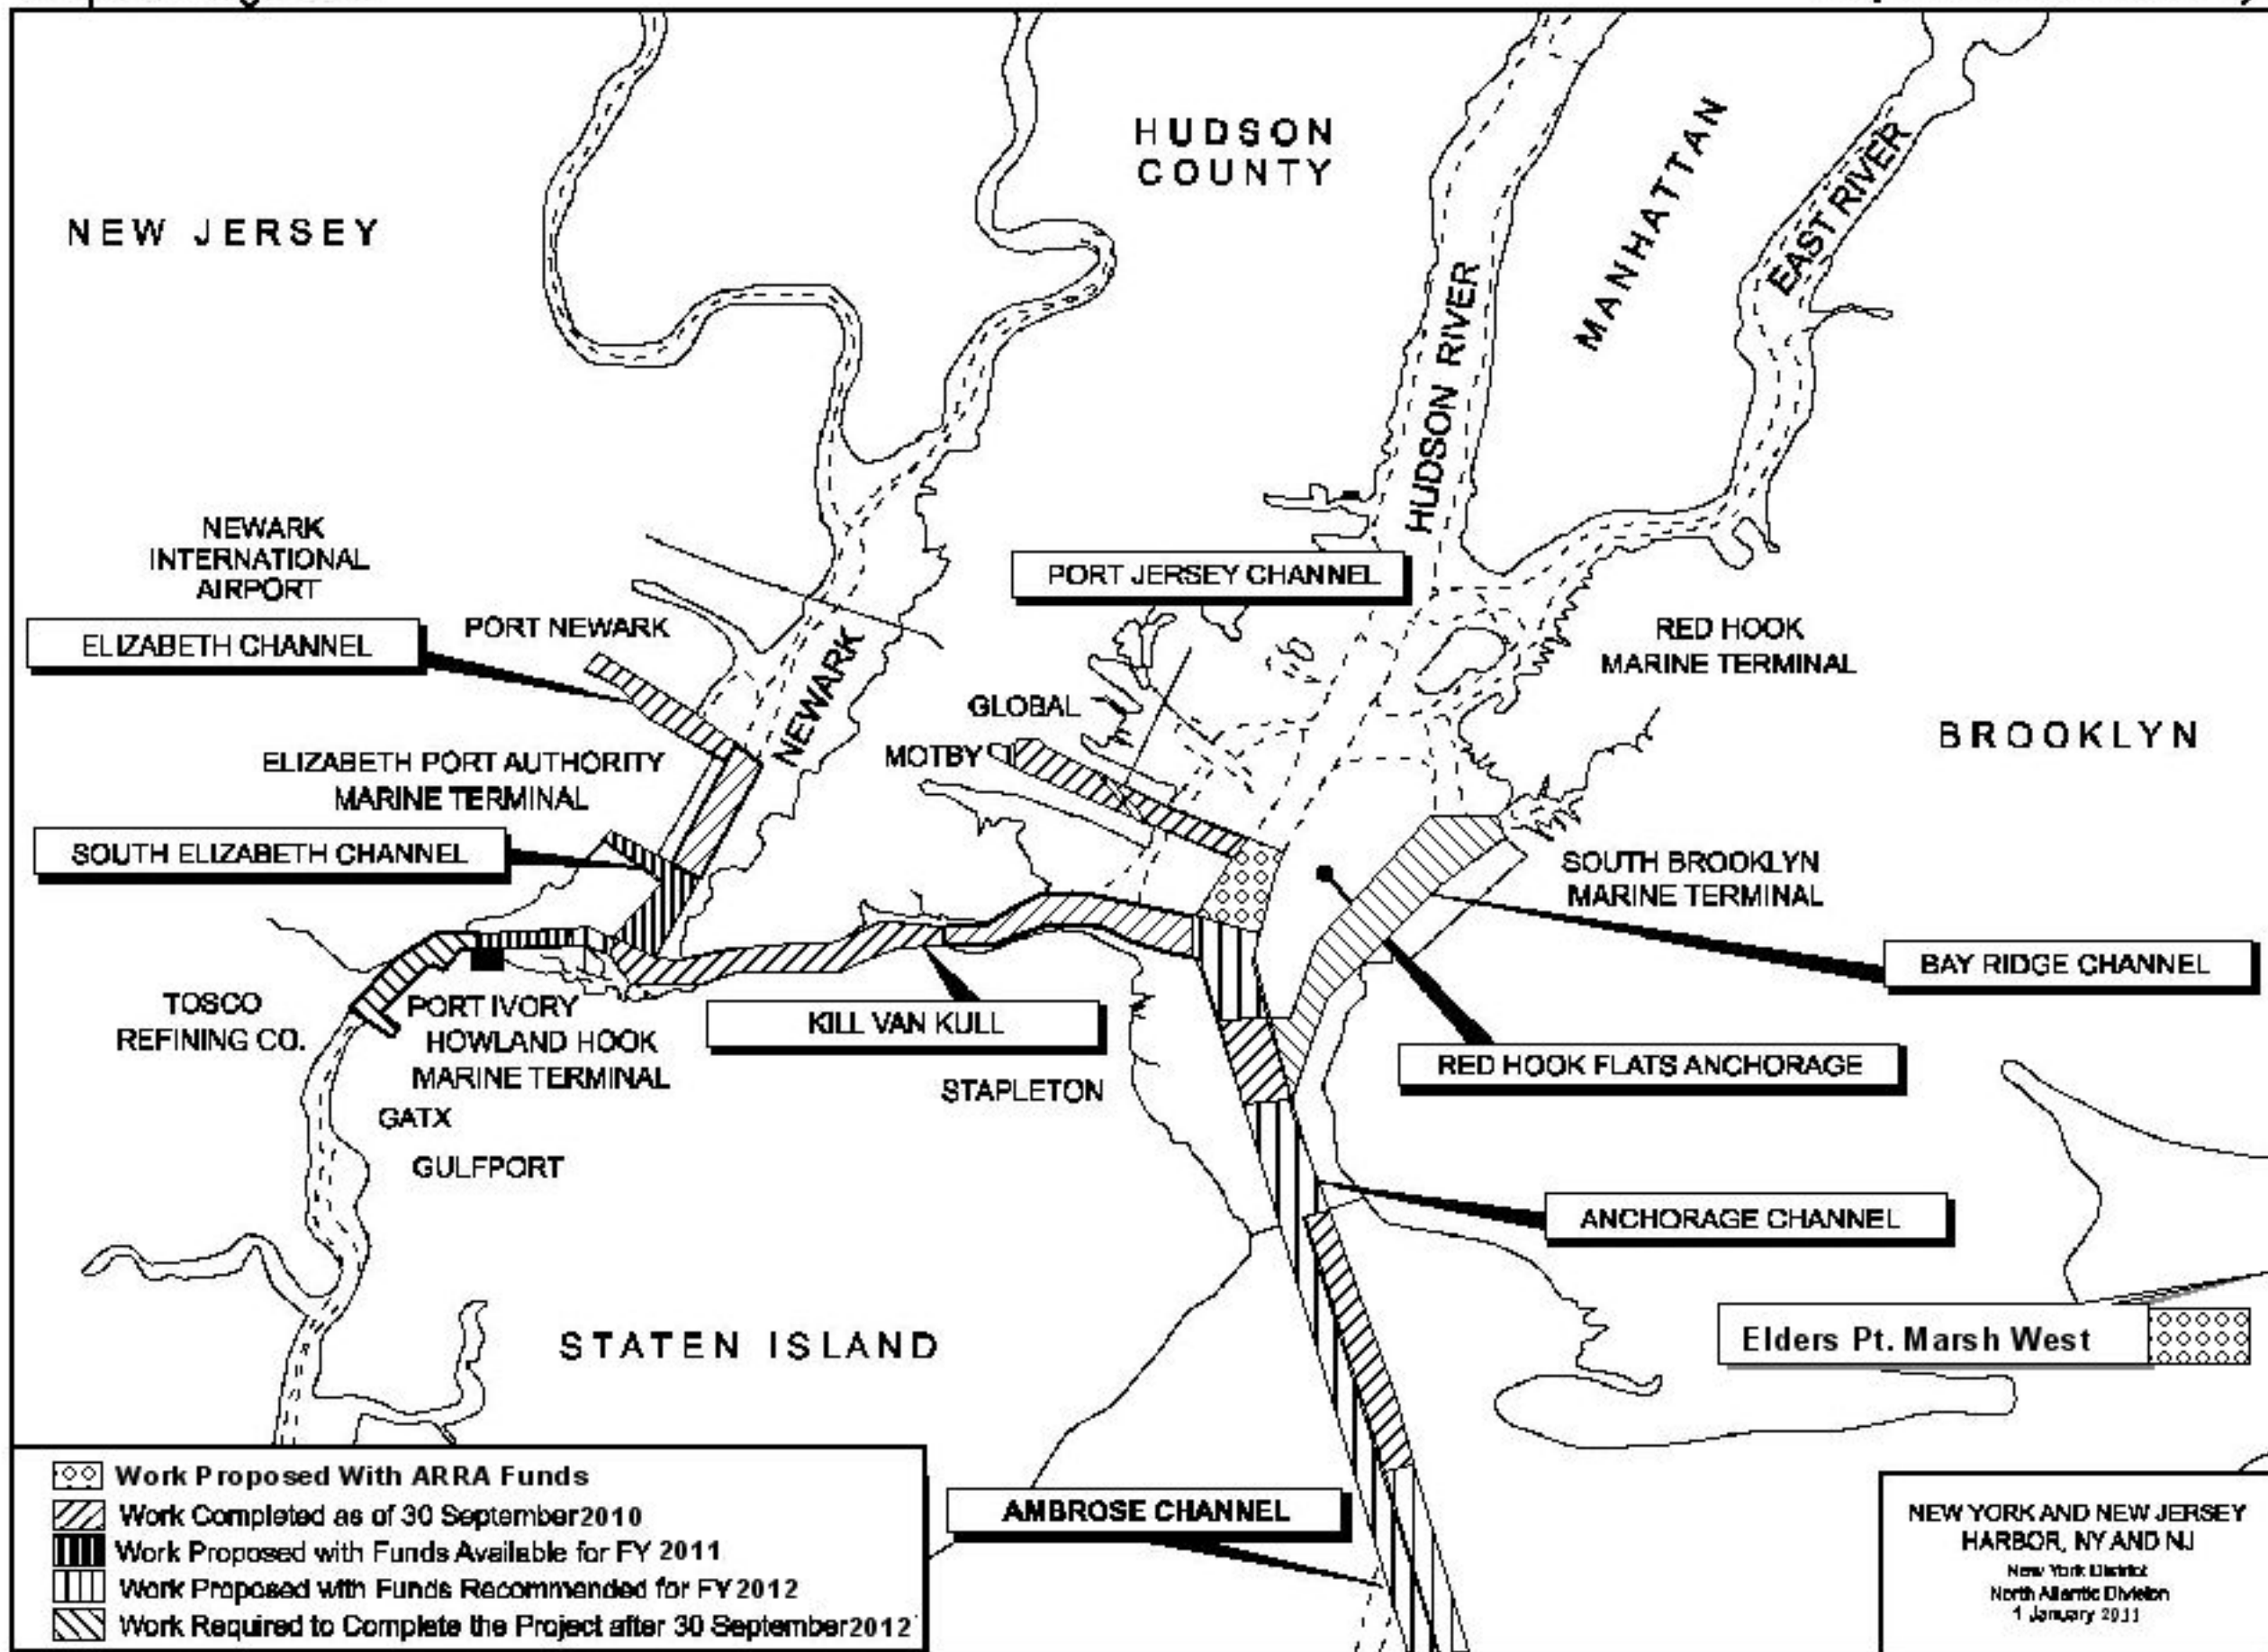 HUDSON
COUNTY
NEW JERSEY
MANHATTAN
EAST RIVER
HUDSON RIVER
NEWARK
INTERNATIONAL
AIRPORT
PORT JERSEY CHANNEL
ELIZABETH CHANNEL
PORT NEWARK
NEWARK
RED HOOK
MARINE TERMINAL
GLOBAL
MOTBY
BROOKLYN
ELIZABETH PORT AUTHORITY
MARINE TERMINAL
SOUTH ELIZABETH CHANNEL
SOUTH BROOKLYN
MARINE TERMINAL
BAY RIDGE CHANNEL
TOSCO
REFINING CO.
PORT IVORY
HOWLAND HOOK
MARINE TERMINAL
KILL VAN KULL
RED HOOK FLATS ANCHORAGE
STAPLETON
GATX
GULFPORT
ANCHORAGE CHANNEL
STATEN ISLAND
Elders Pt. Marsh West
Work Proposed With ARRA Funds
Work Completed as of 30 September 2010
Work Proposed with Funds Available for FY 2011
Work Proposed with Funds Recommended for FY 2012
Work Required to Complete the Project after 30 September 2012
AMBROSE CHANNEL
NEW YORK AND NEW JERSEY
HARBOR, NY AND NJ
New York District
North Atlantic Division
1 January 2011